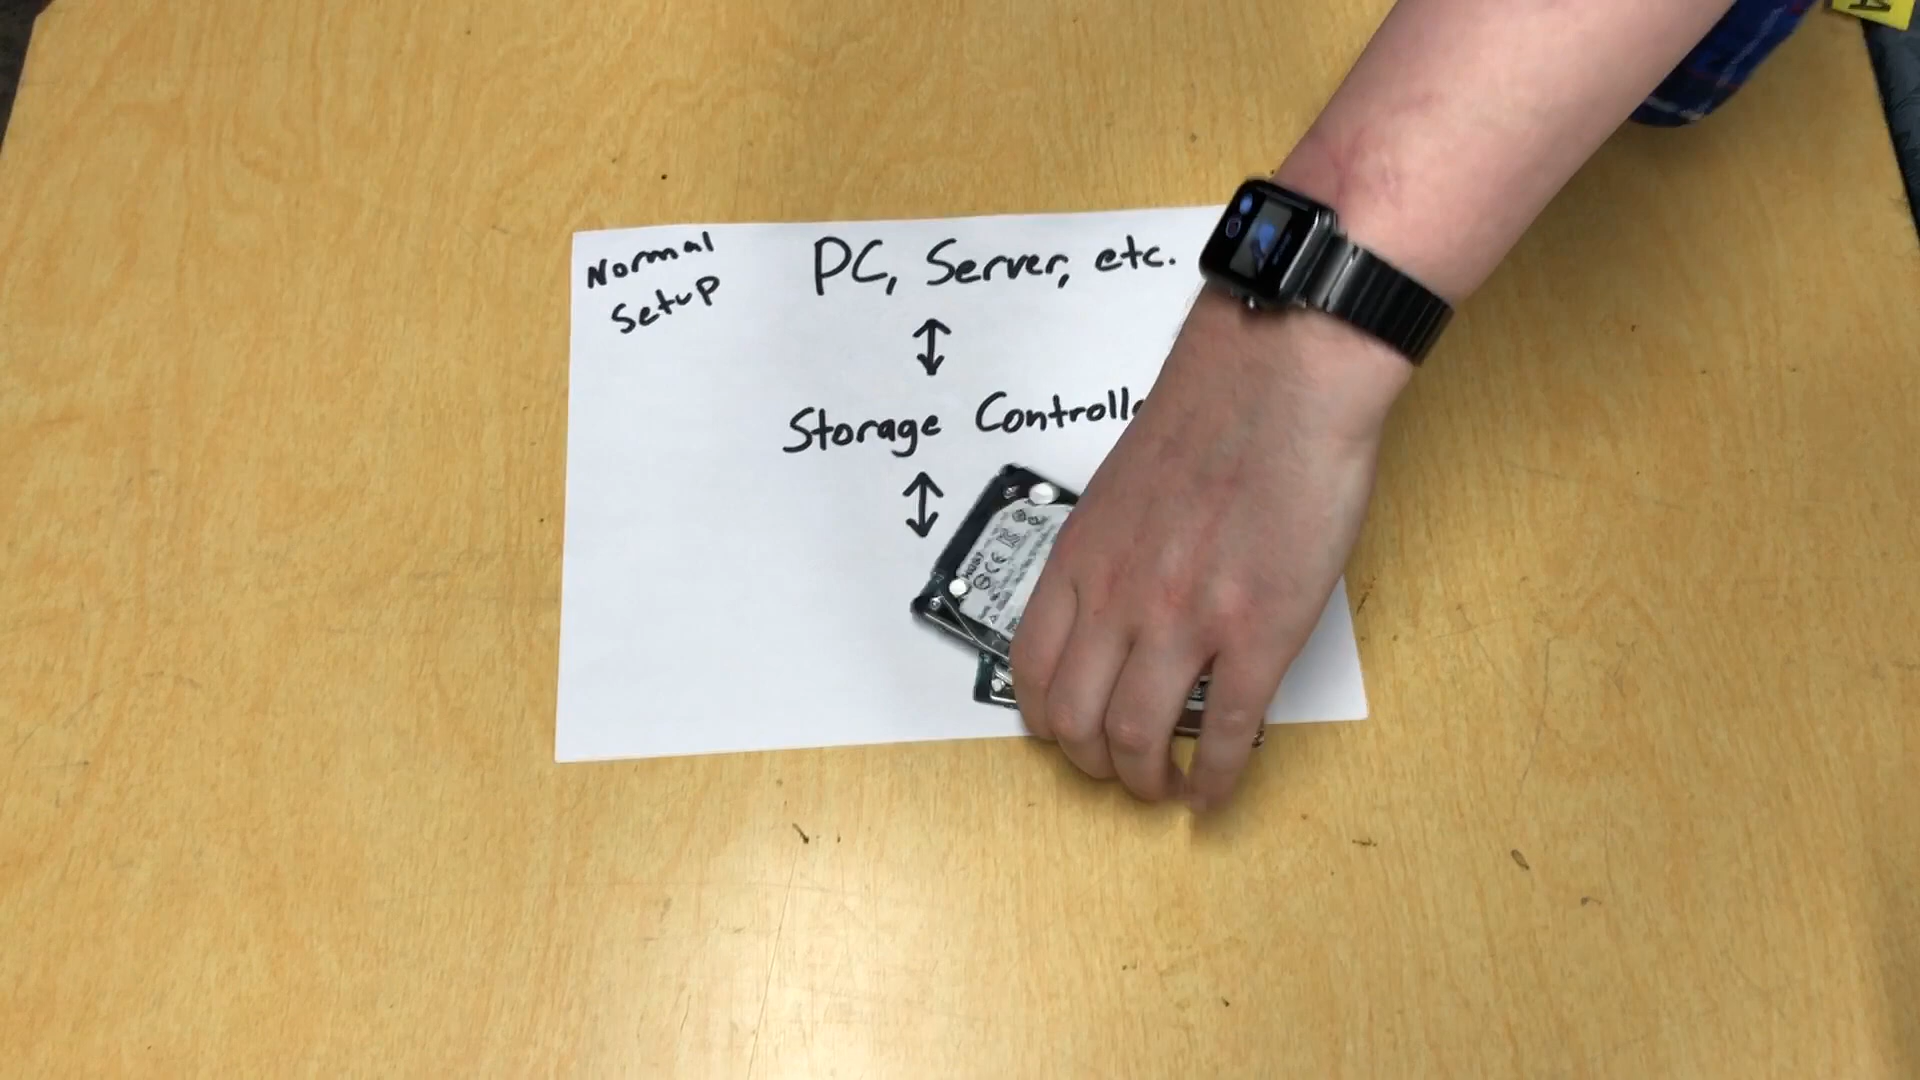 Normal
Setup
PC, Server, etc.
Storage Controlle